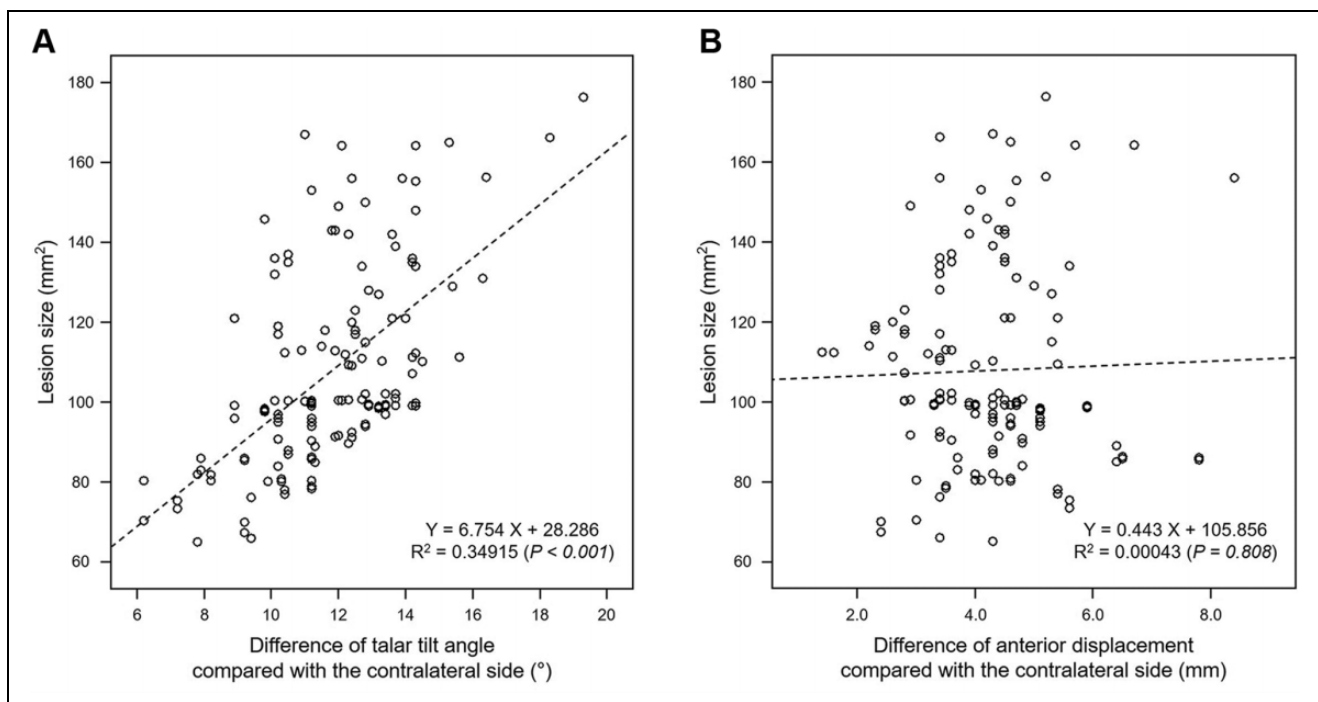 A
B
180
160
140
120
100
80
60
Lesion size (mm²)
Y = 6.754 X + 28.286
R² = 0.34915 (P < 0.001)
6 8 10 12 14 16 18 20
Difference of talar tilt angle
compared with the contralateral side (°)
180
160
140
120
100
80
60
Lesion size (mm²)
Y = 0.443 X + 105.856
R² = 0.00043 (P = 0.808)
2.0 4.0 6.0 8.0
Difference of anterior displacement
compared with the contralateral side (mm)